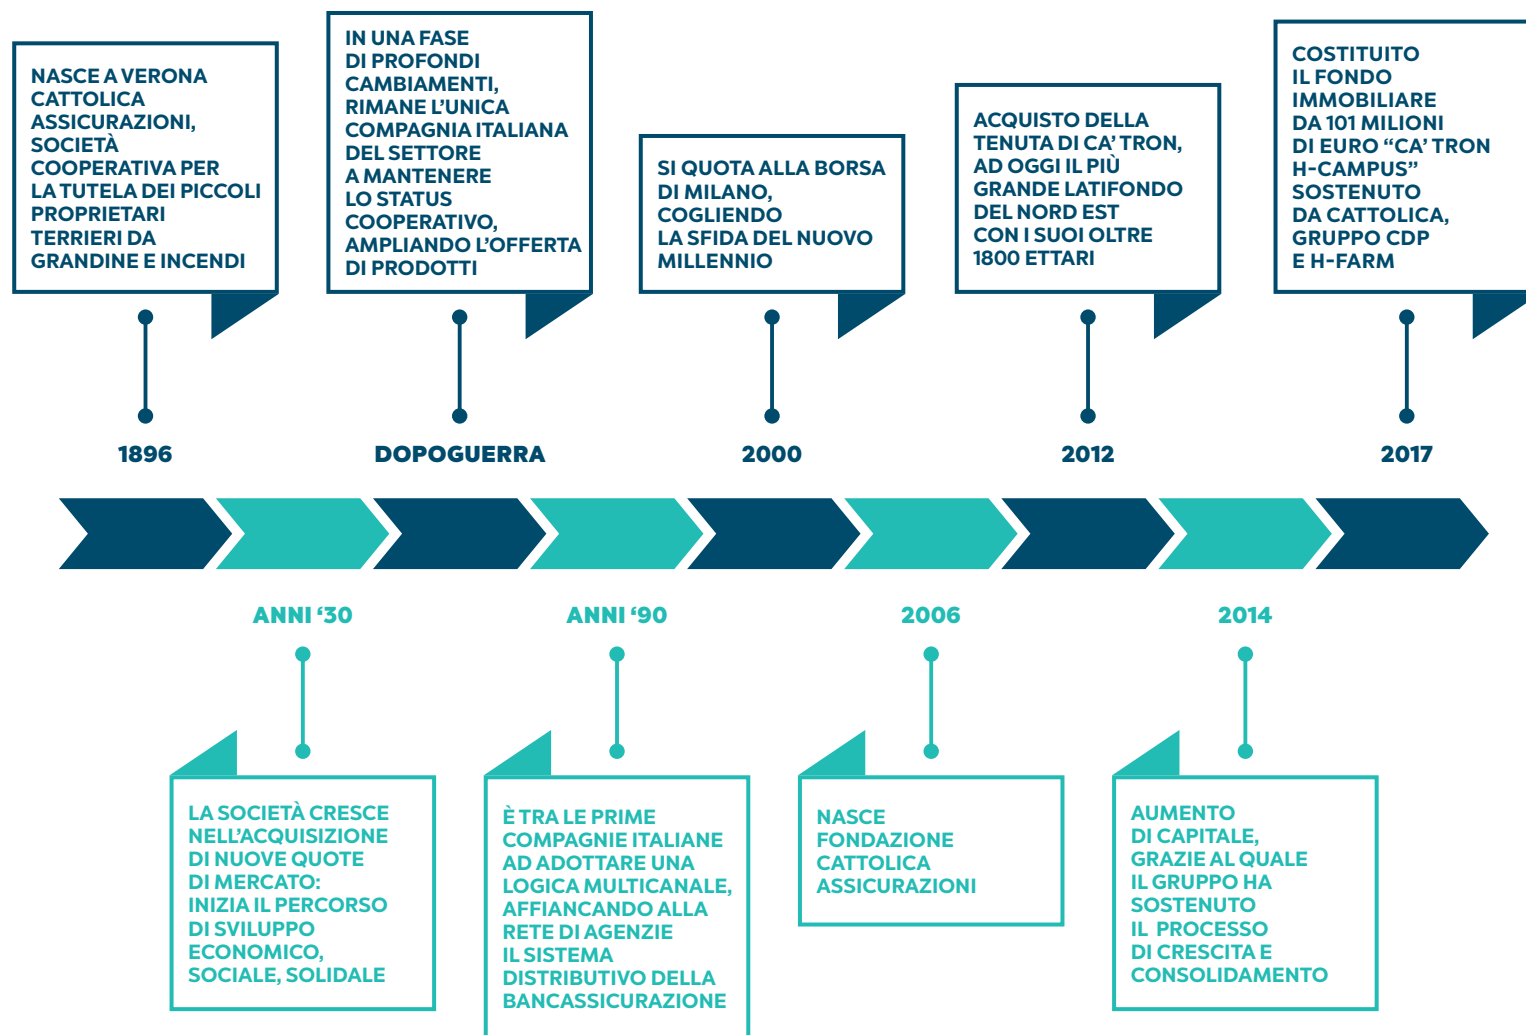 NASCE A VERONA
CATTOLICA
ASSICURAZIONI,
SOCIETÀ
COOPERATIVA PER
LA TUTELA DEI PICCOLI
PROPRIETARI
TERRIERI DA
GRANDINE E INCENDI
1896
LA SOCIETÀ CRESCE
NELL’ACQUISIZIONE
DI NUOVE QUOTE
DI MERCATO:
INIZIA IL PERCORSO
DI SVILUPPO
ECONOMICO,
SOCIALE, SOLIDALE
ANNI ‘30
IN UNA FASE
DI PROFONDI
CAMBIAMENTI,
RIMANE L’UNICA
COMPAGNIA ITALIANA
DEL SETTORE
A MANTENERE
LO STATUS
COOPERATIVO,
AMPLIANDO L’OFFERTA
DI PRODOTTI
DOPOGUERRA
ANNI ‘90
È TRA LE PRIME
COMPAGNIE ITALIANE
AD ADOTTARE UNA
LOGICA MULTICANALE,
AFFIANCANDO ALLA
RETE DI AGENZIE
IL SISTEMA
DISTRIBUTIVO DELLA
BANCASSICURAZIONE
SI QUOTA ALLA BORSA
DI MILANO,
COGLIENDO
LA SFIDA DEL NUOVO
MILLENNIO
2000
2006
NASCE
FONDAZIONE
CATTOLICA
ASSICURAZIONI
ACQUISTO DELLA
TENUTA DI CA’ TRON,
AD OGGI IL PIÙ
GRANDE LATIFONDO
DEL NORD EST
CON I SUOI OLTRE
1800 ETTARI
2012
2014
AUMENTO
DI CAPITALE,
GRAZIE AL QUALE
IL GRUPPO HA
SOSTENUTO
IL PROCESSO
DI CRESCITA E
CONSOLIDAMENTO
COSTITUITO
IL FONDO
IMMOBILIARE
DA 101 MILIONI
DI EURO “CA’ TRON
H-CAMPUS”
SOSTENUTO
DA CATTOLICA,
GRUPPO CDP
E H-FARM
2017